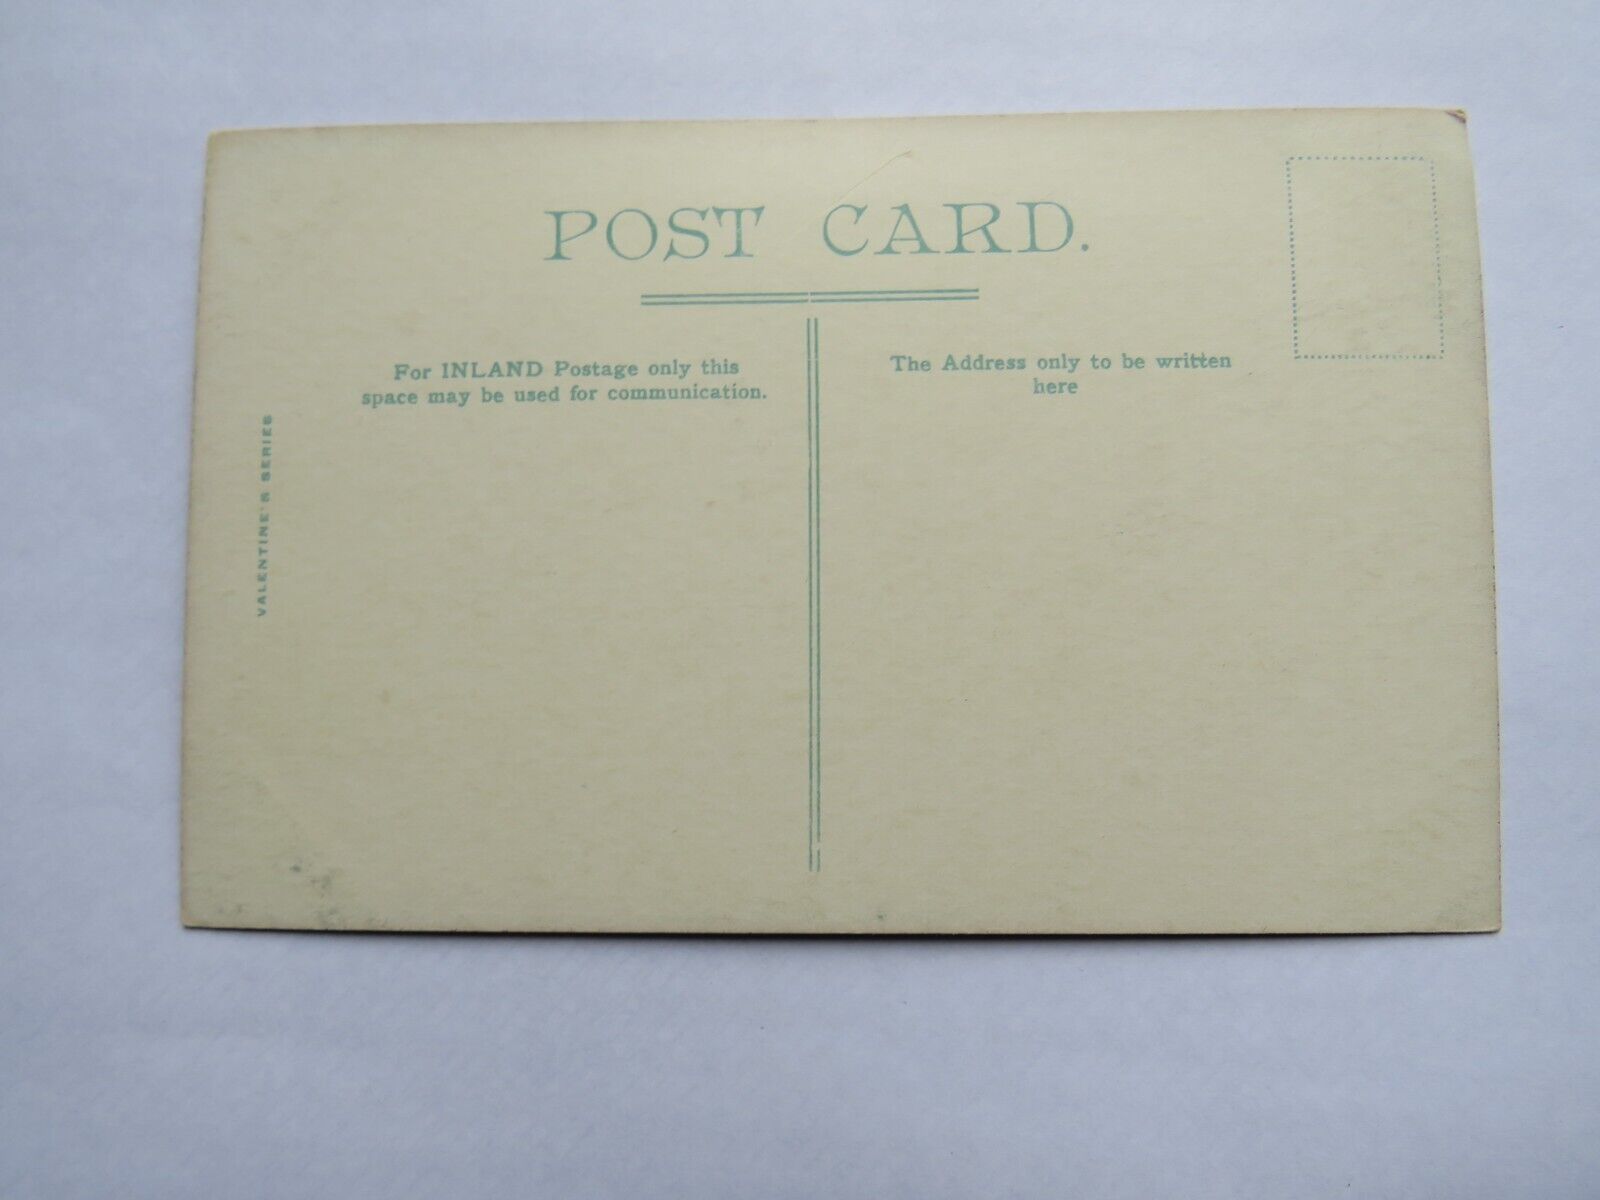 POST CARD.
For INLAND Postage only this
space may be used for communication.
The Address only to be written
here
VALENTINE'S SERIES